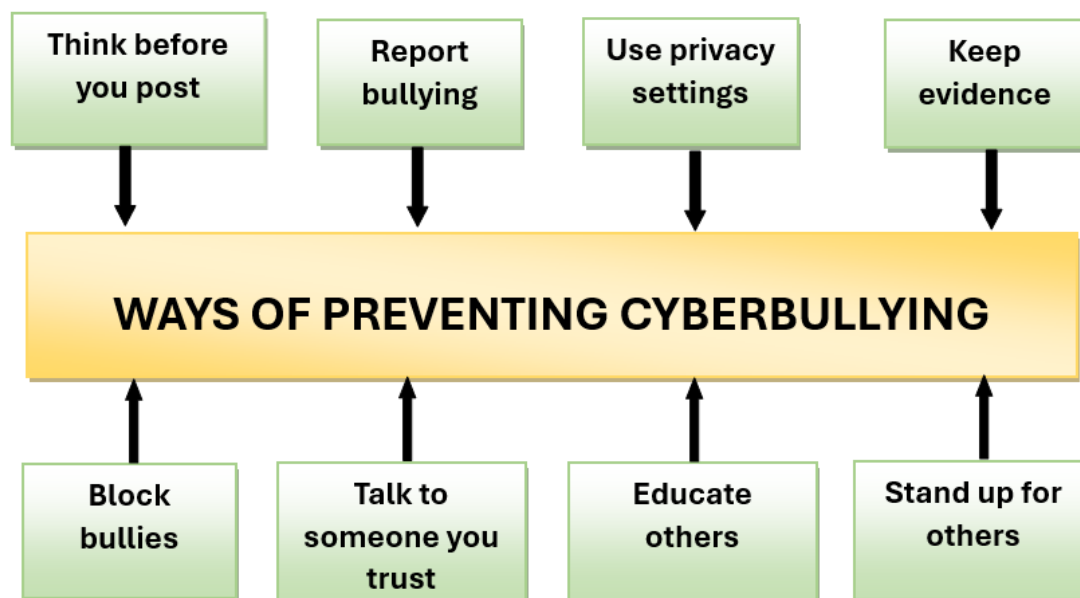 Think before
you post
Report
bullying
Use privacy
settings
Keep
evidence
WAYS OF PREVENTING CYBERBULLYING
Block
bullies
Talk to
someone you
trust
Educate
others
Stand up for
others